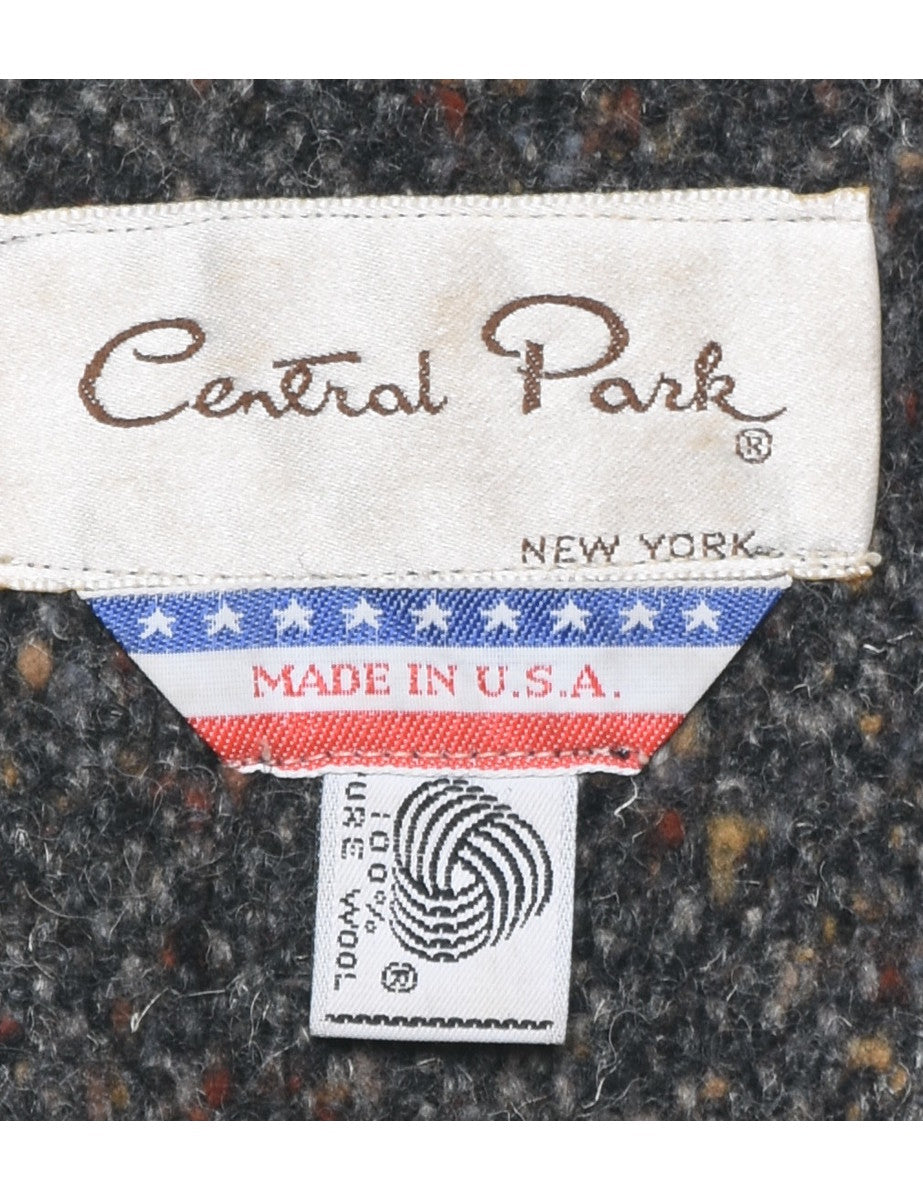 Central Park
®
NEW YORK
MADE IN U.S.A.
100%
URE WOOL
®